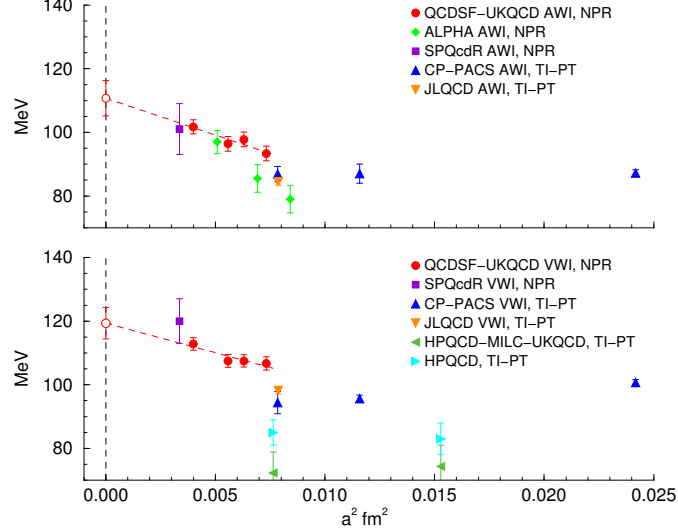 QCDSF−UKQCD AWI, NPR
ALPHA AWI, NPR
SPQcdR AWI, NPR
CP−PACS AWI, TI−PT
JLQCD AWI, TI−PT
MeV
140
120
100
80
QCDSF−UKQCD VWI, NPR
SPQcdR VWI, NPR
CP−PACS VWI, TI−PT
JLQCD VWI, TI−PT
HPQCD−MILC−UKQCD, TI−PT
HPQCD, TI−PT
MeV
140
120
100
80
0.000 0.005 0.010 0.015 0.020 0.025
a² fm²